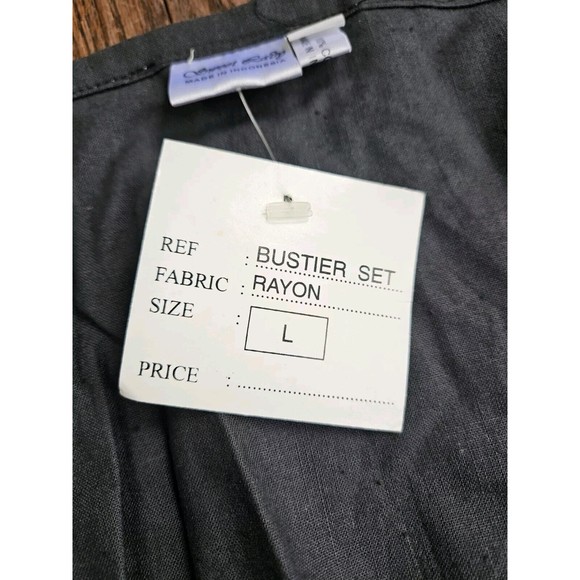 MADE IN INDONESIA
REF : BUSTIER SET
FABRIC : RAYON
SIZE : L
PRICE :